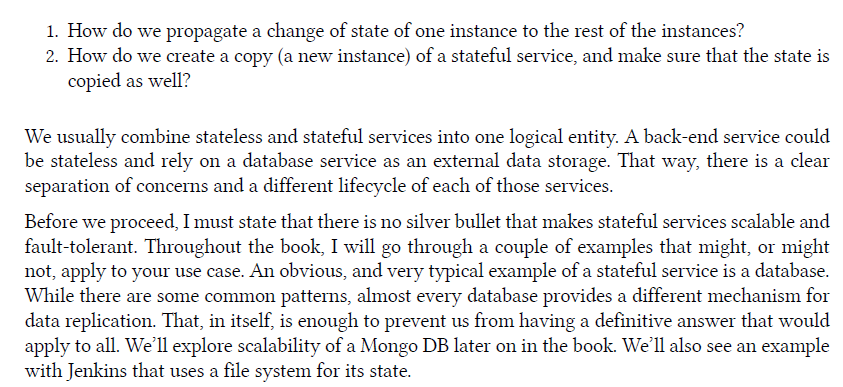 1. How do we propagate a change of state of one instance to the rest of the instances?
2. How do we create a copy (a new instance) of a stateful service, and make sure that the state is
copied as well?
We usually combine stateless and stateful services into one logical entity. A back-end service could
be stateless and rely on a database service as an external data storage. That way, there is a clear
separation of concerns and a different lifecycle of each of those services.
Before we proceed, I must state that there is no silver bullet that makes stateful services scalable and
fault-tolerant. Throughout the book, I will go through a couple of examples that might, or might
not, apply to your use case. An obvious, and very typical example of a stateful service is a database.
While there are some common patterns, almost every database provides a different mechanism for
data replication. That, in itself, is enough to prevent us from having a definitive answer that would
apply to all. We'll explore scalability of a Mongo DB later on in the book. We'll also see an example
with Jenkins that uses a file system for its state.